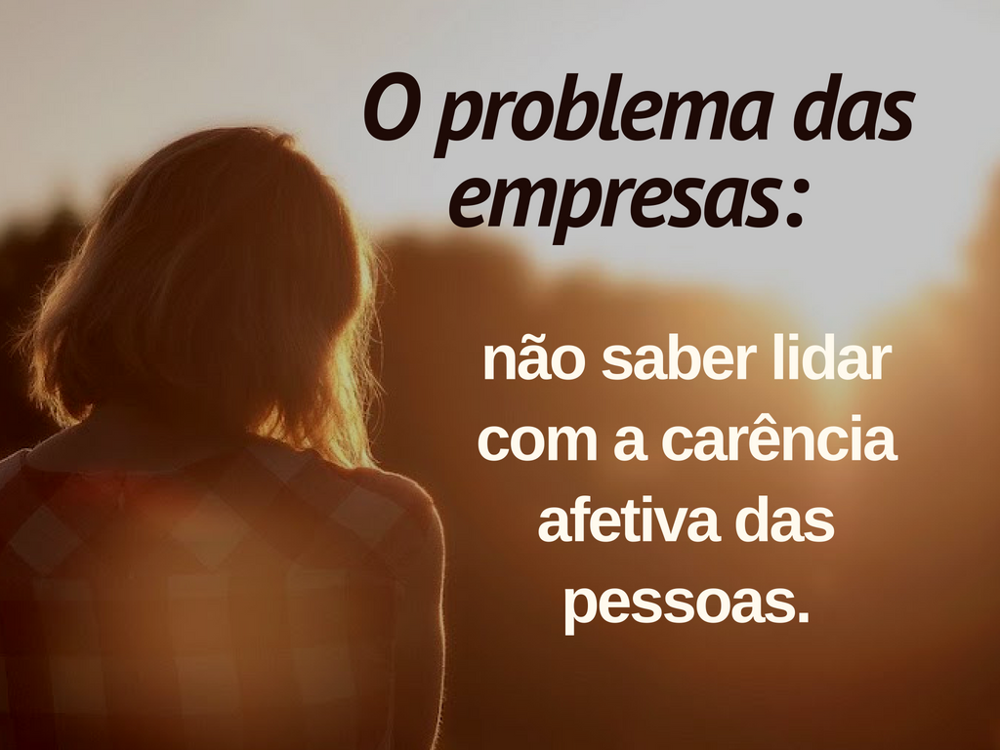 O problema das
empresas:
não saber lidar
com a carência
afetiva das
pessoas.